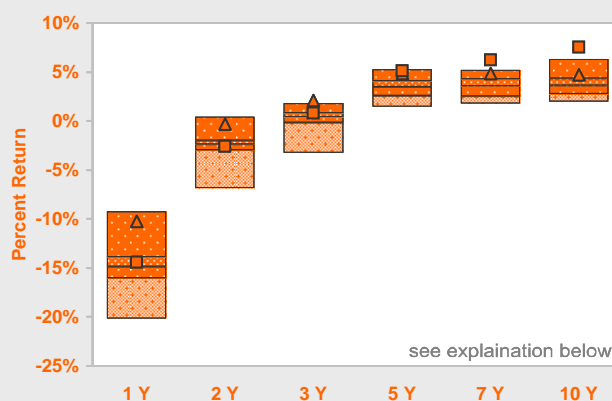 10%
5%
0%
-5%
-10%
-15%
-20%
-25%
Percent Return
see explaination below
1 Y 2 Y 3 Y 5 Y 7 Y 10 Y